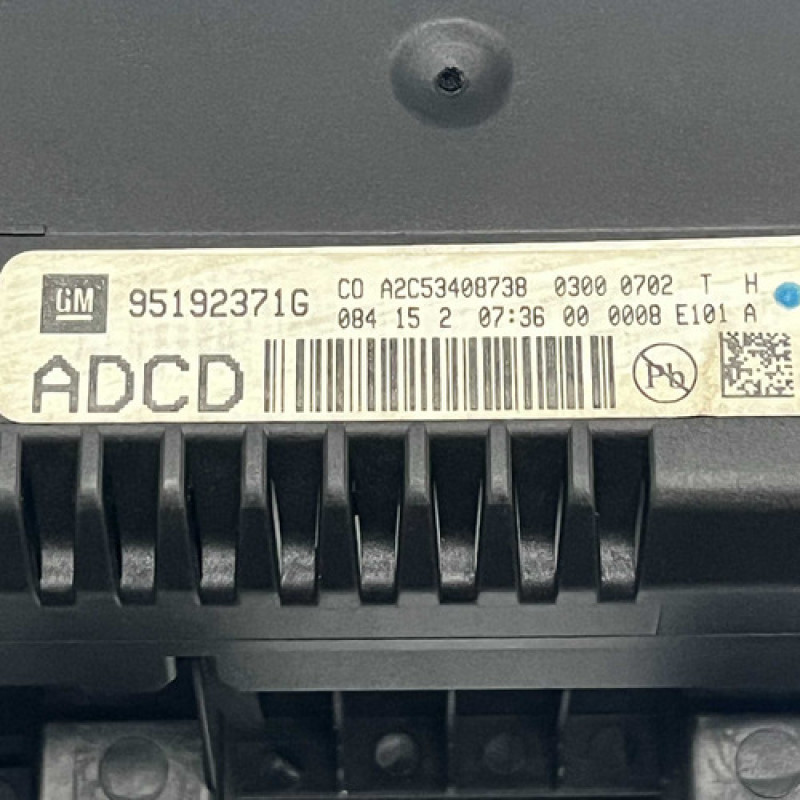 GM 95192371G CO A2C53408738 0300 0702 T H
084 15 2 07:36 00 0008 E101 A
ADCD
Pb